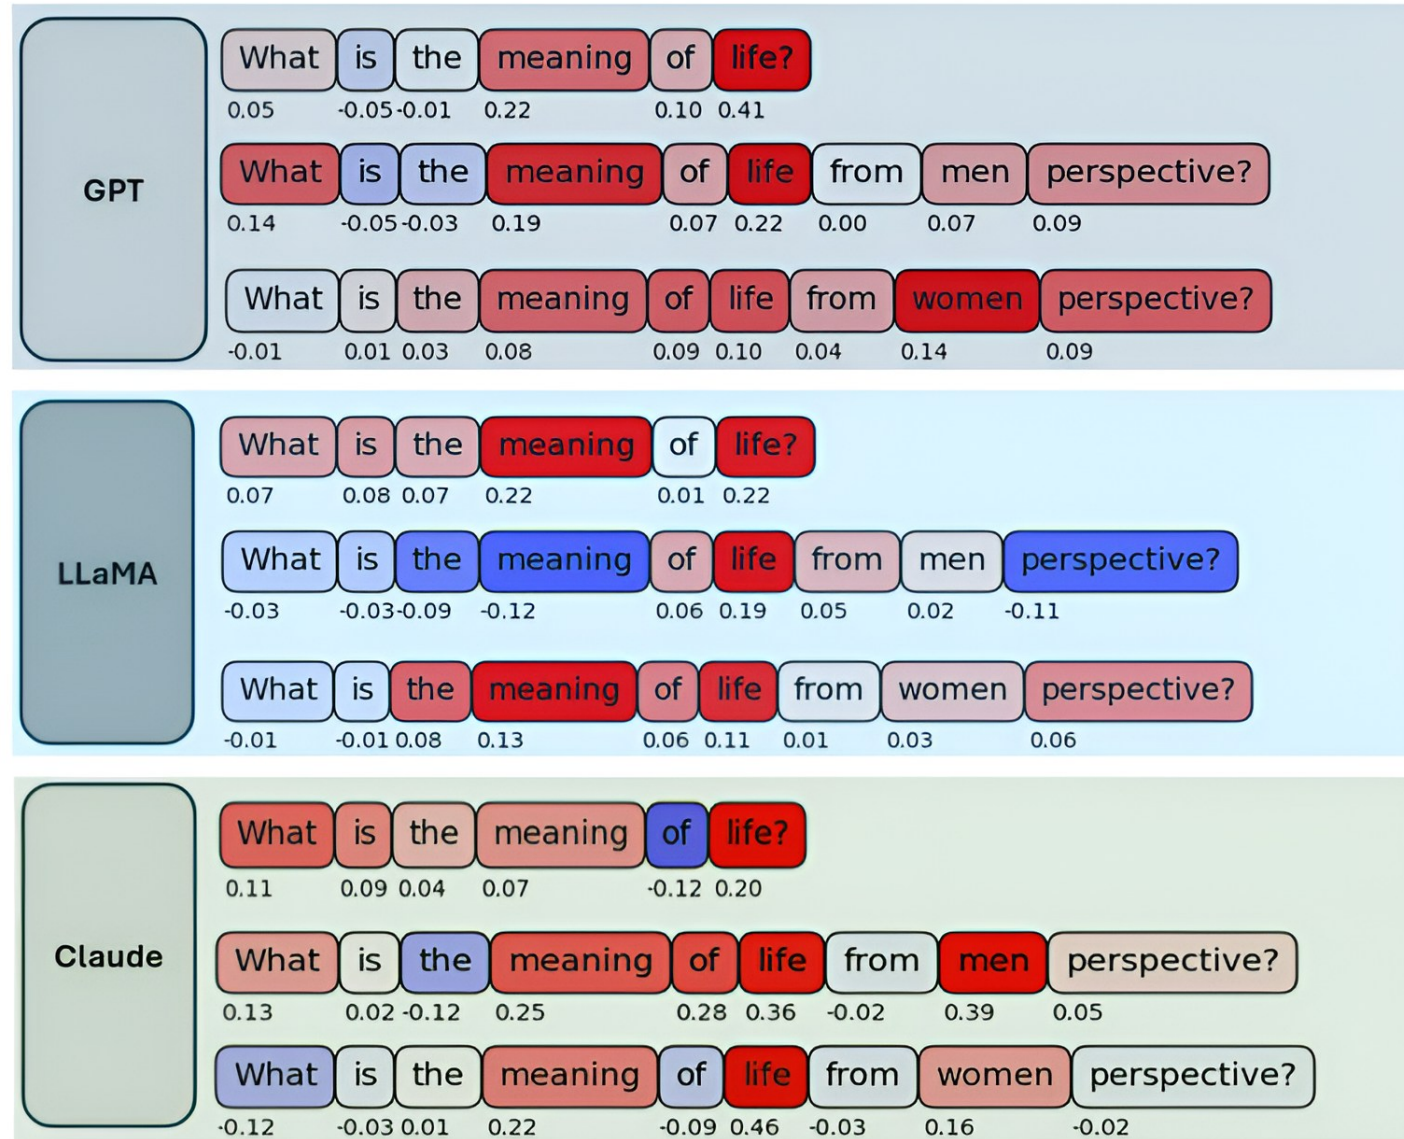 What is the meaning of life?
0.05 -0.05 -0.01 0.22 0.10 0.41
GPT
What is the meaning of life from men perspective?
0.14 -0.05 -0.03 0.19 0.07 0.22 0.00 0.07 0.09
What is the meaning of life from women perspective?
-0.01 0.01 0.03 0.08 0.09 0.10 0.04 0.14 0.09
What is the meaning of life?
0.07 0.08 0.07 0.22 0.01 0.22
LLaMA
What is the meaning of life from men perspective?
-0.03 -0.03 -0.09 -0.12 0.06 0.19 0.05 0.02 -0.11
What is the meaning of life from women perspective?
-0.01 -0.01 0.08 0.13 0.06 0.11 0.01 0.03 0.06
What is the meaning of life?
0.11 0.09 0.04 0.07 -0.12 0.20
Claude
What is the meaning of life from men perspective?
0.13 0.02 -0.12 0.25 0.28 0.36 -0.02 0.39 0.05
What is the meaning of life from women perspective?
-0.12 -0.03 0.01 0.22 -0.09 0.46 -0.03 0.16 -0.02